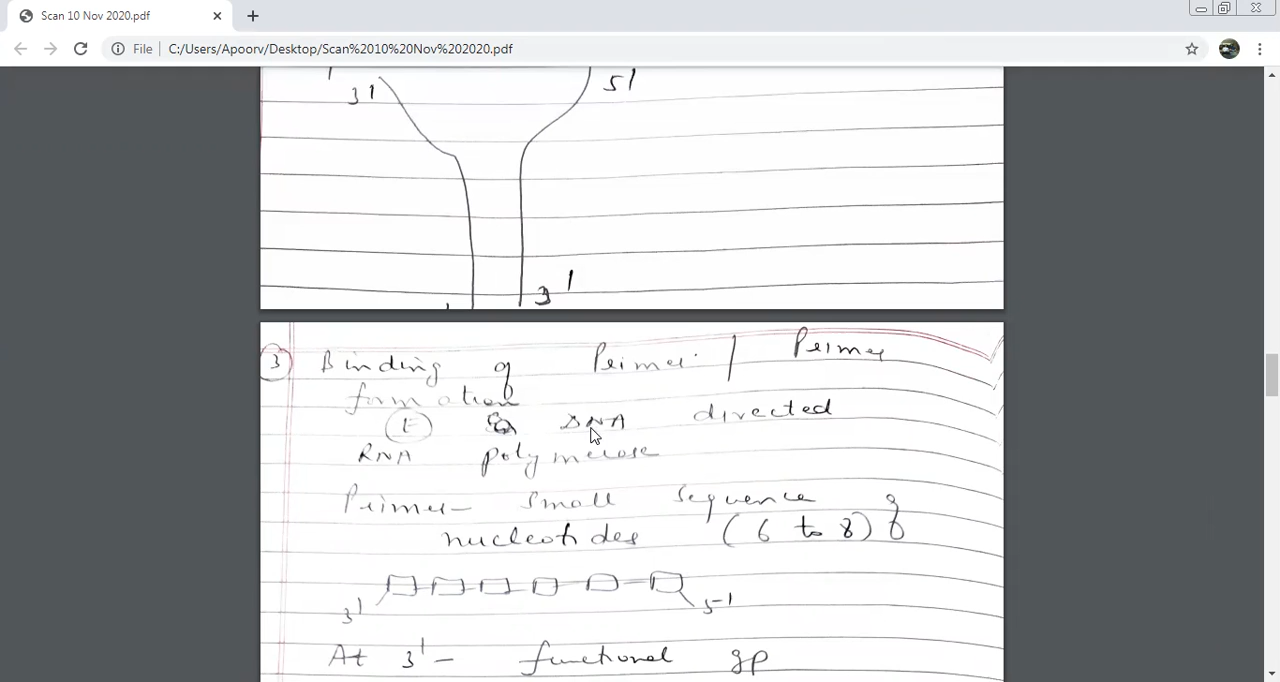 Scan 10 Nov 2020.pdf
File
C:/Users/Apoorv/Desktop/Scan%2010%20Nov%202020.pdf
3'
5'
3'
3 Binding of Primer / Primer
formation
E DNA directed
RNA polymerase
Primer - small sequence of
nucleotides (6 to 8)
3' 5'
At 3' - functional gp